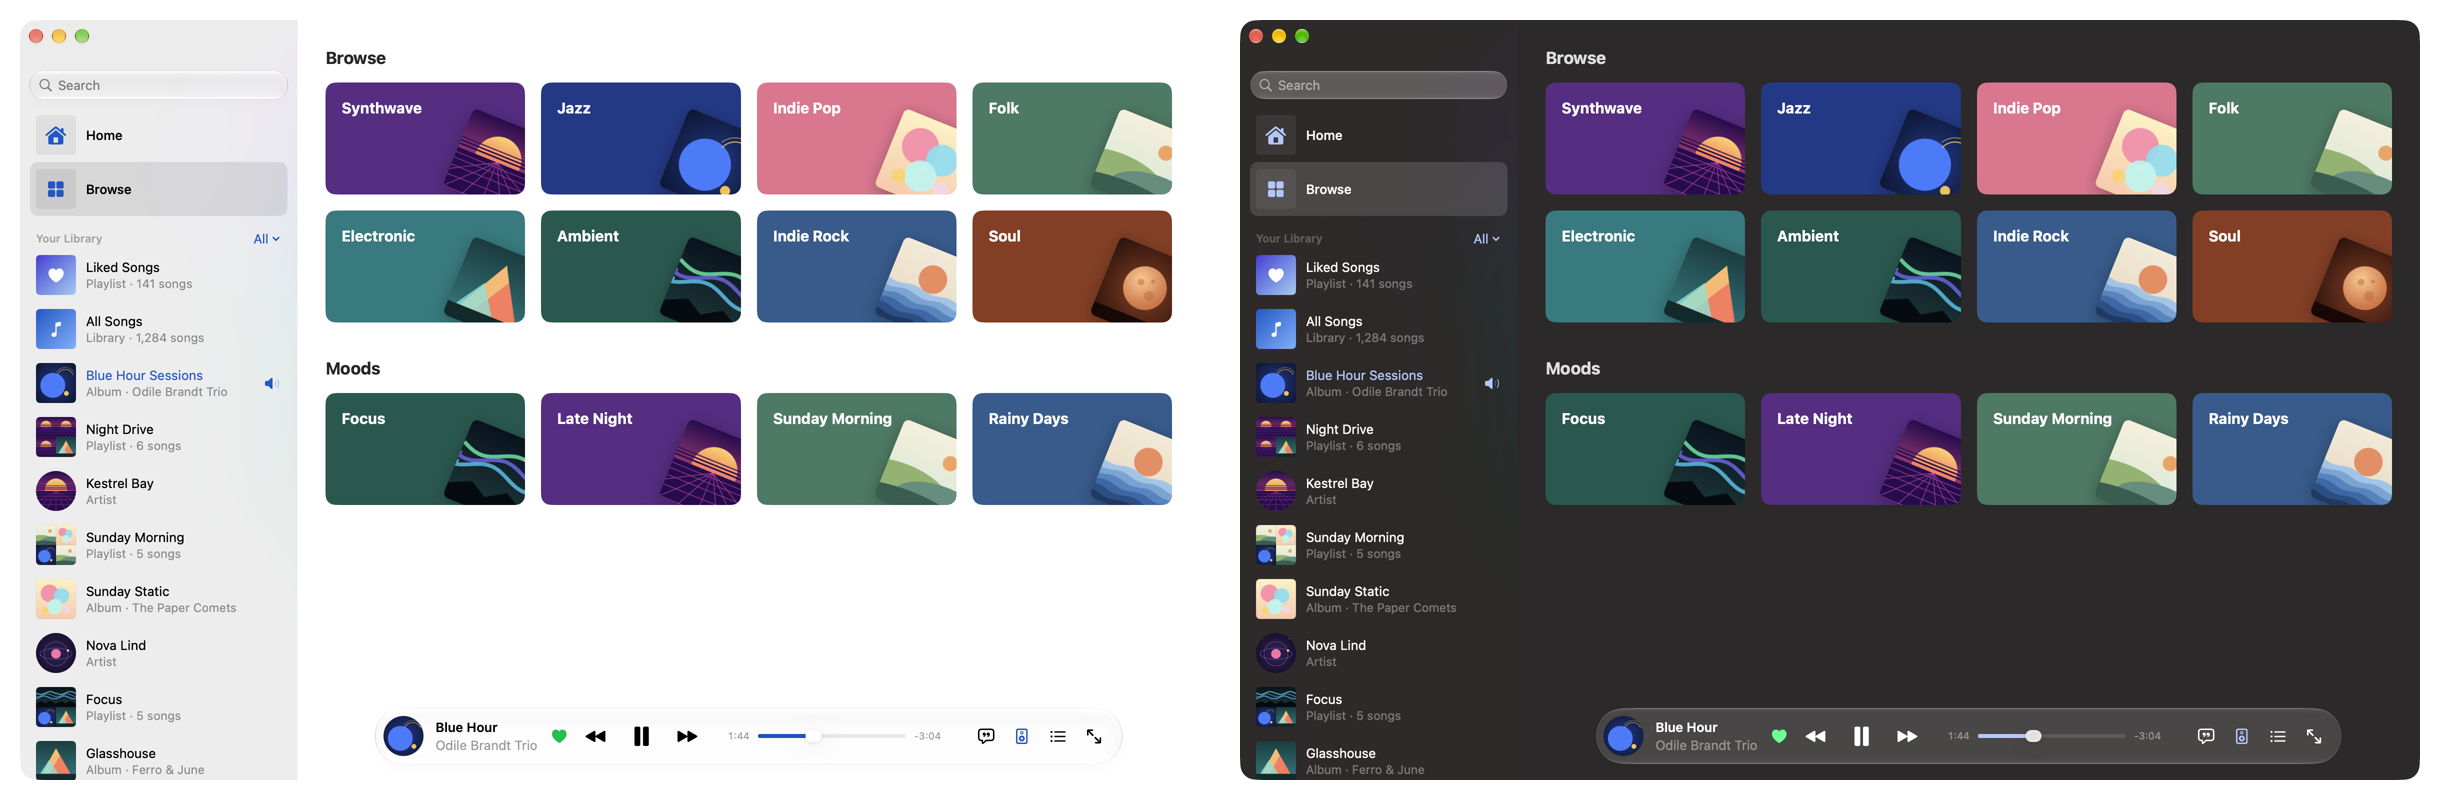 Search
Home
Browse
Your Library
All
Liked Songs
Playlist · 141 songs
All Songs
Library · 1,284 songs
Blue Hour Sessions
Album · Odile Brandt Trio
Night Drive
Playlist · 6 songs
Kestrel Bay
Artist
Sunday Morning
Playlist · 5 songs
Sunday Static
Album · The Paper Comets
Nova Lind
Artist
Focus
Playlist · 5 songs
Glasshouse
Album · Ferro & June
Browse
Synthwave
Jazz
Indie Pop
Folk
Electronic
Ambient
Indie Rock
Soul
Moods
Focus
Late Night
Sunday Morning
Rainy Days
Blue Hour
Odile Brandt Trio
1:44
-3:04
Search
Home
Browse
Your Library
All
Liked Songs
Playlist · 141 songs
All Songs
Library · 1,284 songs
Blue Hour Sessions
Album · Odile Brandt Trio
Night Drive
Playlist · 6 songs
Kestrel Bay
Artist
Sunday Morning
Playlist · 5 songs
Sunday Static
Album · The Paper Comets
Nova Lind
Artist
Focus
Playlist · 5 songs
Glasshouse
Album · Ferro & June
Browse
Synthwave
Jazz
Indie Pop
Folk
Electronic
Ambient
Indie Rock
Soul
Moods
Focus
Late Night
Sunday Morning
Rainy Days
Blue Hour
Odile Brandt Trio
1:44
-3:04